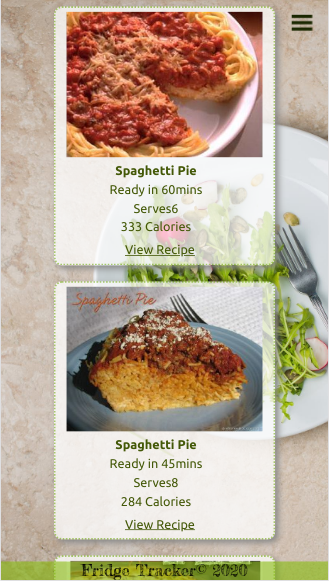 Spaghetti Pie
Ready in 60mins
Serves6
333 Calories
View Recipe
Spaghetti Pie
Spaghetti Pie
Ready in 45mins
Serves8
284 Calories
View Recipe
Fridge Tracker© 2020